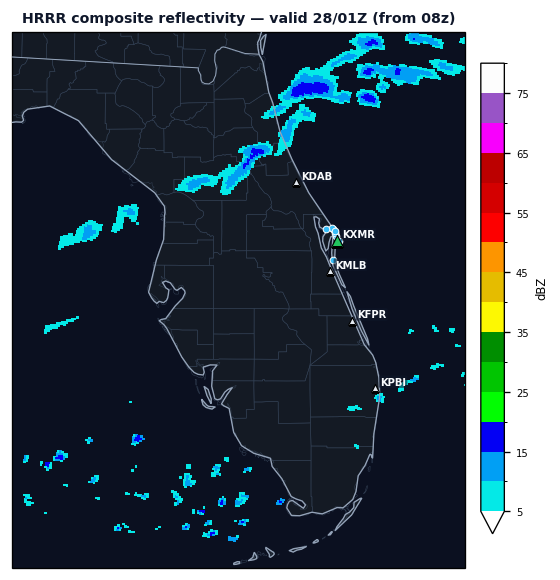 HRRR composite reflectivity — valid 28/01Z (from 08z)
KDAB
KXMR
KMLB
KFPR
KPBI
75
65
55
45
35
25
15
5
dBZ